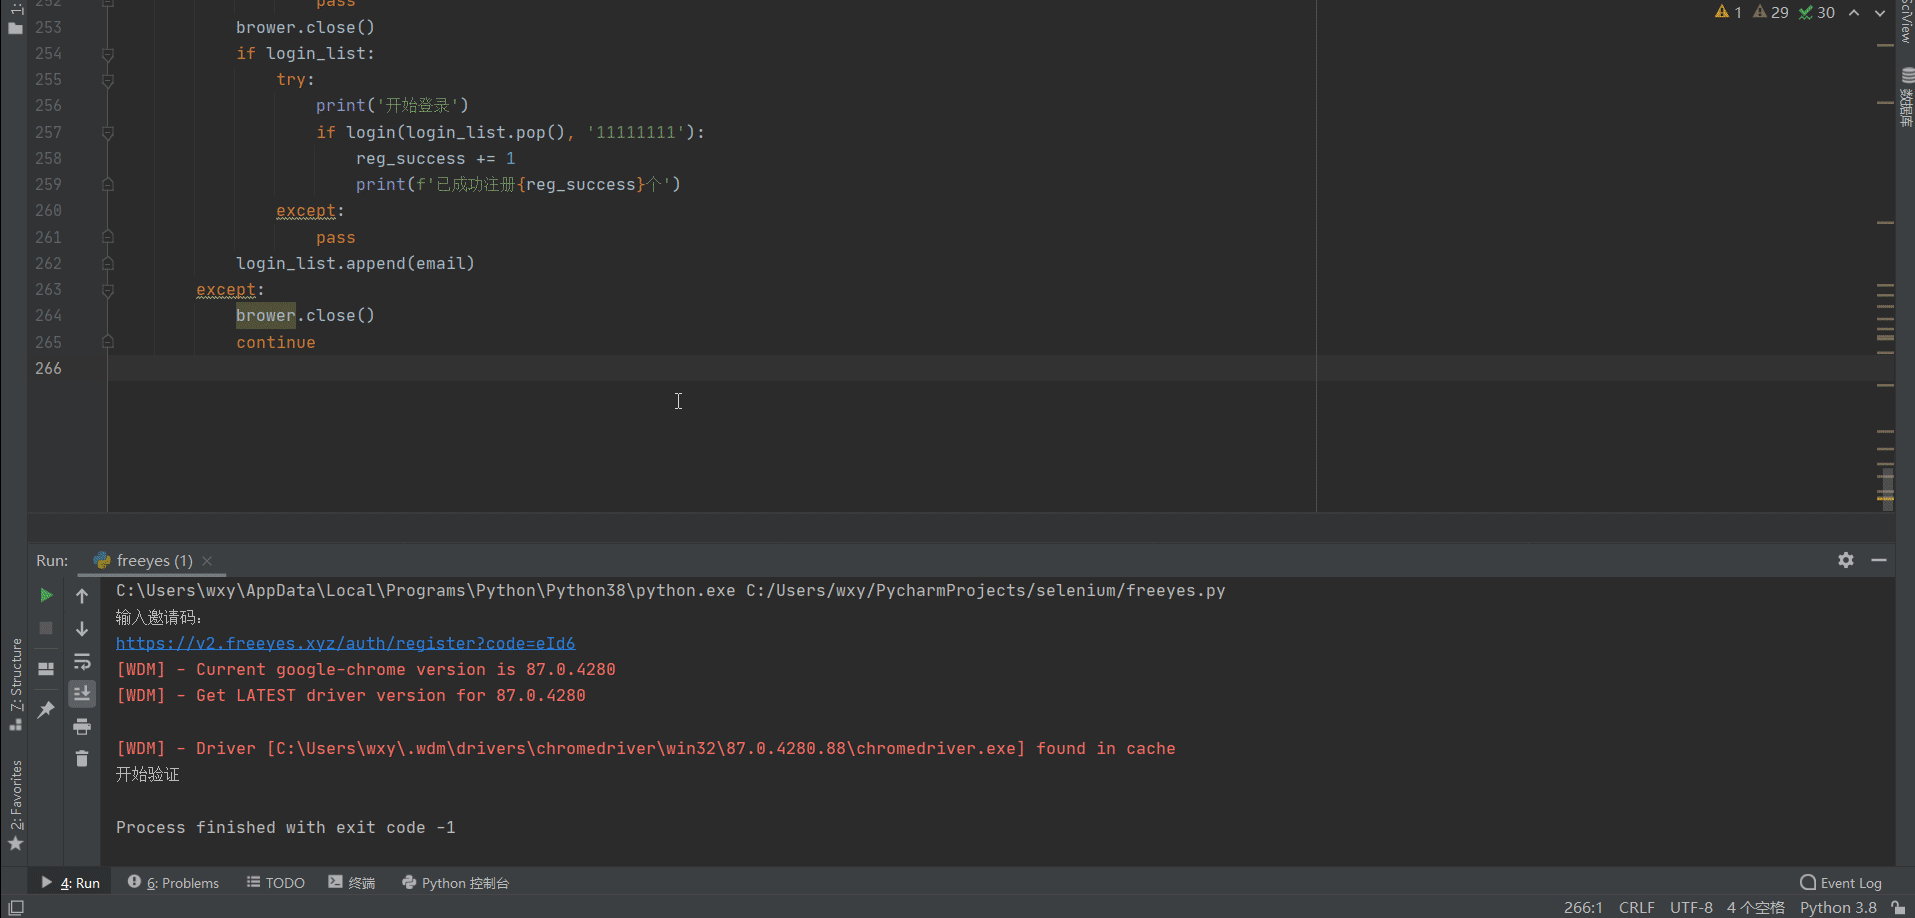 1:
252 pass
253 brower.close()
254 if login_list:
255 try:
256 print('开始登录')
257 if login(login_list.pop(), '11111111'):
258 reg_success += 1
259 print(f'已成功注册{reg_success}个')
260 except:
261 pass
262 login_list.append(email)
263 except:
264 brower.close()
265 continue
266
1 29 30
SciView
数据库
Run: freeyes (1)
C:\Users\wxy\AppData\Local\Programs\Python\Python38\python.exe C:/Users/wxy/PycharmProjects/selenium/freeyes.py
输入邀请码：
https://v2.freeyes.xyz/auth/register?code=eId6
[WDM] - Current google-chrome version is 87.0.4280
[WDM] - Get LATEST driver version for 87.0.4280
[WDM] - Driver [C:\Users\wxy\.wdm\drivers\chromedriver\win32\87.0.4280.88\chromedriver.exe] found in cache
开始验证
Process finished with exit code -1
7: Structure
2: Favorites
4: Run 6: Problems TODO 终端 Python 控制台 Event Log
266:1 CRLF UTF-8 4 个空格 Python 3.8